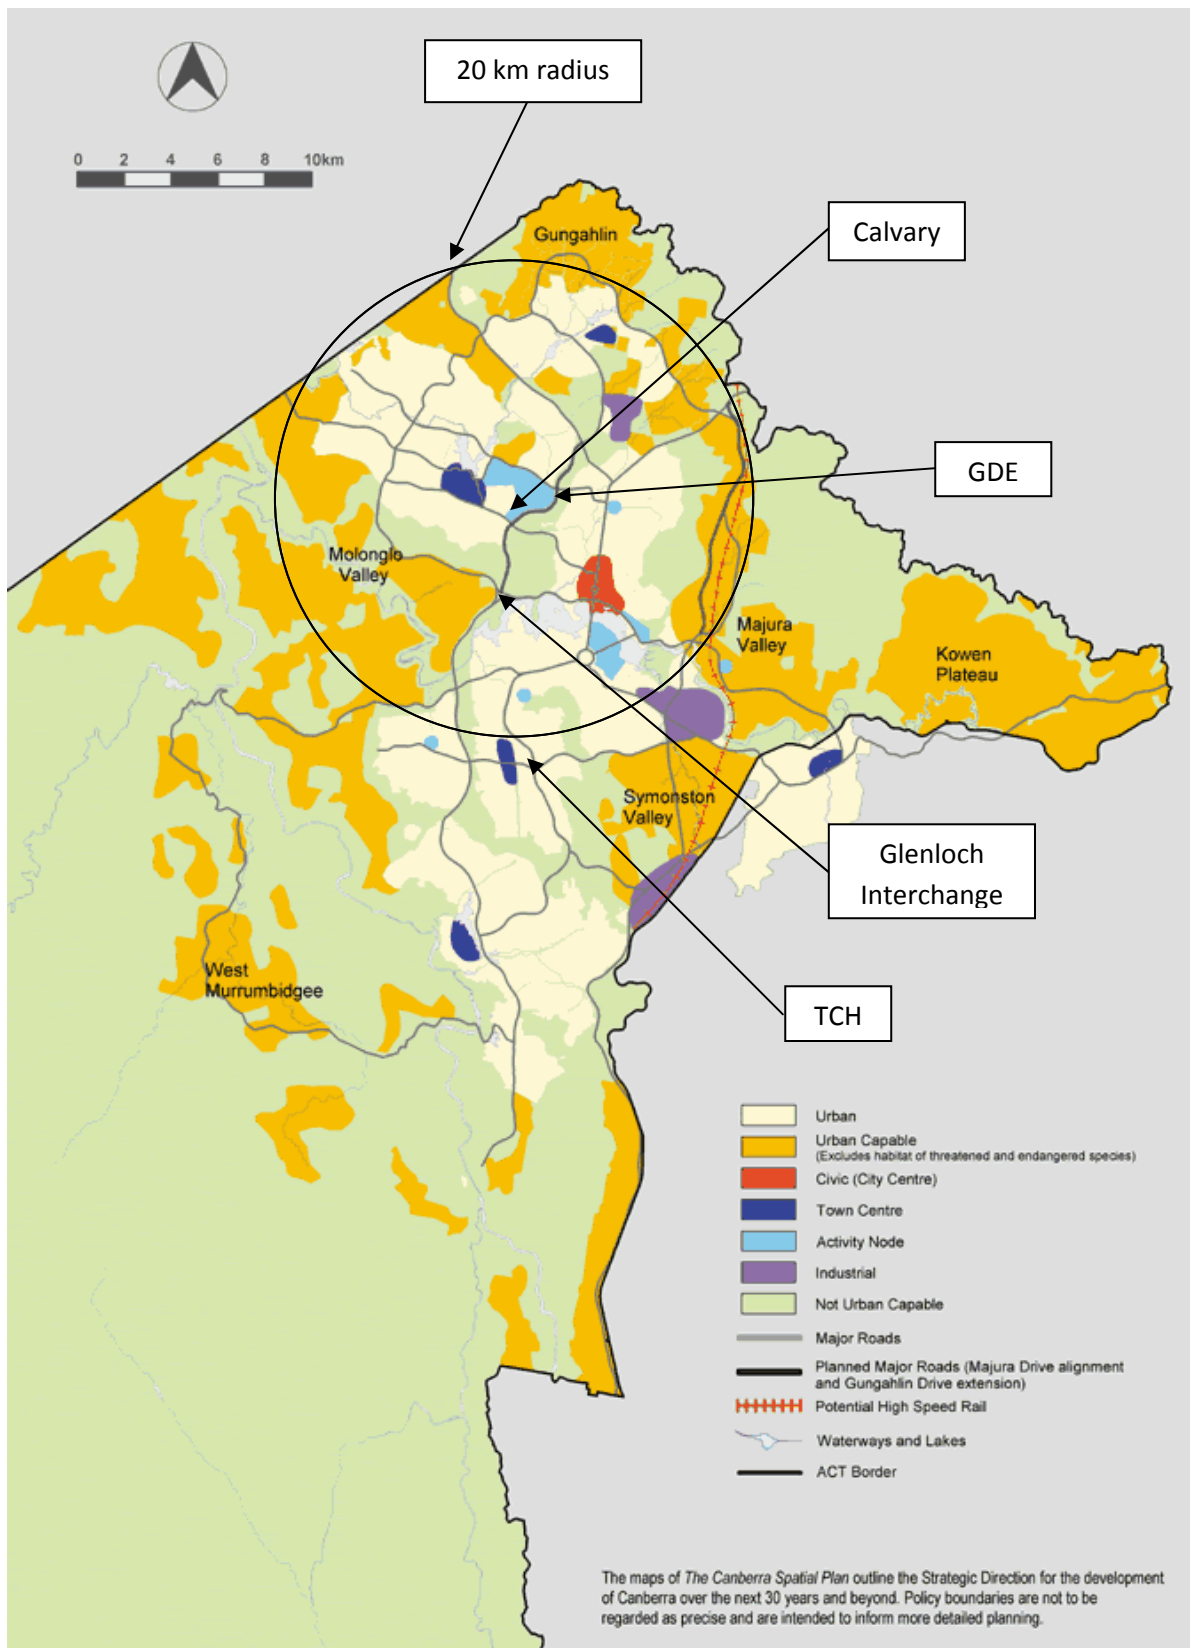 20 km radius
0 2 4 6 8 10km
Calvary
Gungahlin
GDE
Molonglo
Valley
Majura
Valley
Kowen
Plateau
Symonston
Valley
Glenloch
Interchange
West
Murrumbidgee
TCH
Urban
Urban Capable
(Excludes habitat of threatened and endangered species)
Civic (City Centre)
Town Centre
Activity Node
Industrial
Not Urban Capable
Major Roads
Planned Major Roads (Majura Drive alignment
and Gungahlin Drive extension)
Potential High Speed Rail
Waterways and Lakes
ACT Border
The maps of The Canberra Spatial Plan outline the Strategic Direction for the development
of Canberra over the next 30 years and beyond. Policy boundaries are not to be
regarded as precise and are intended to inform more detailed planning.